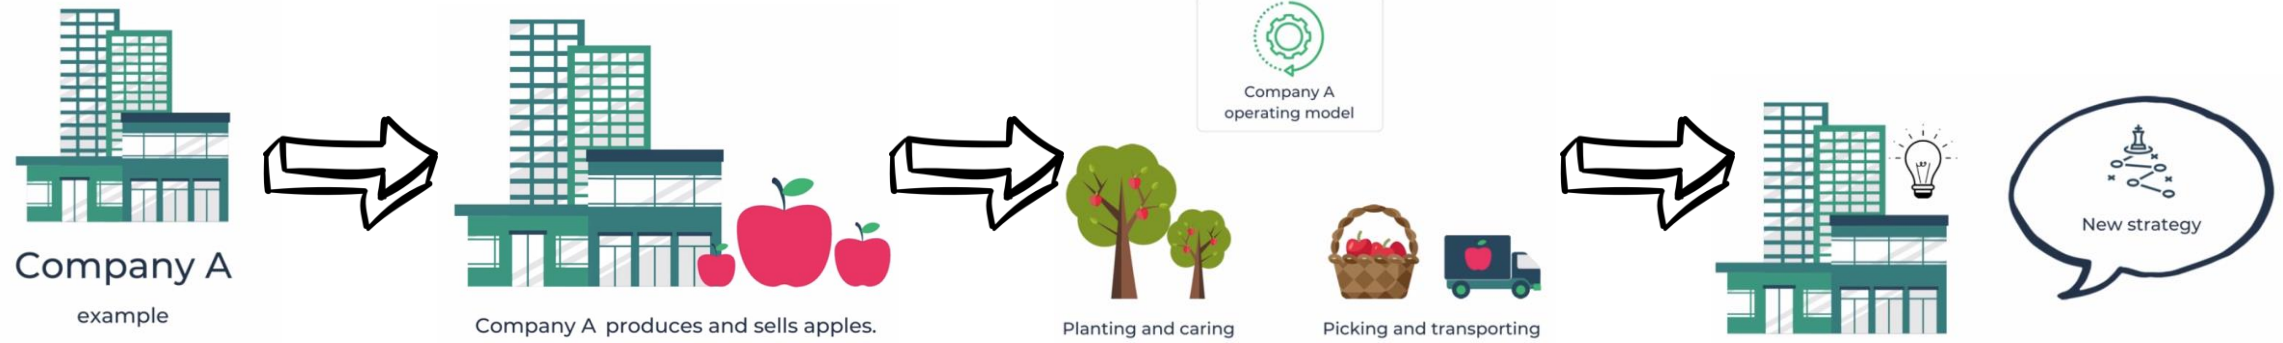 Company A
example
Company A produces and sells apples.
Company A
operating model
Planting and caring
Picking and transporting
New strategy